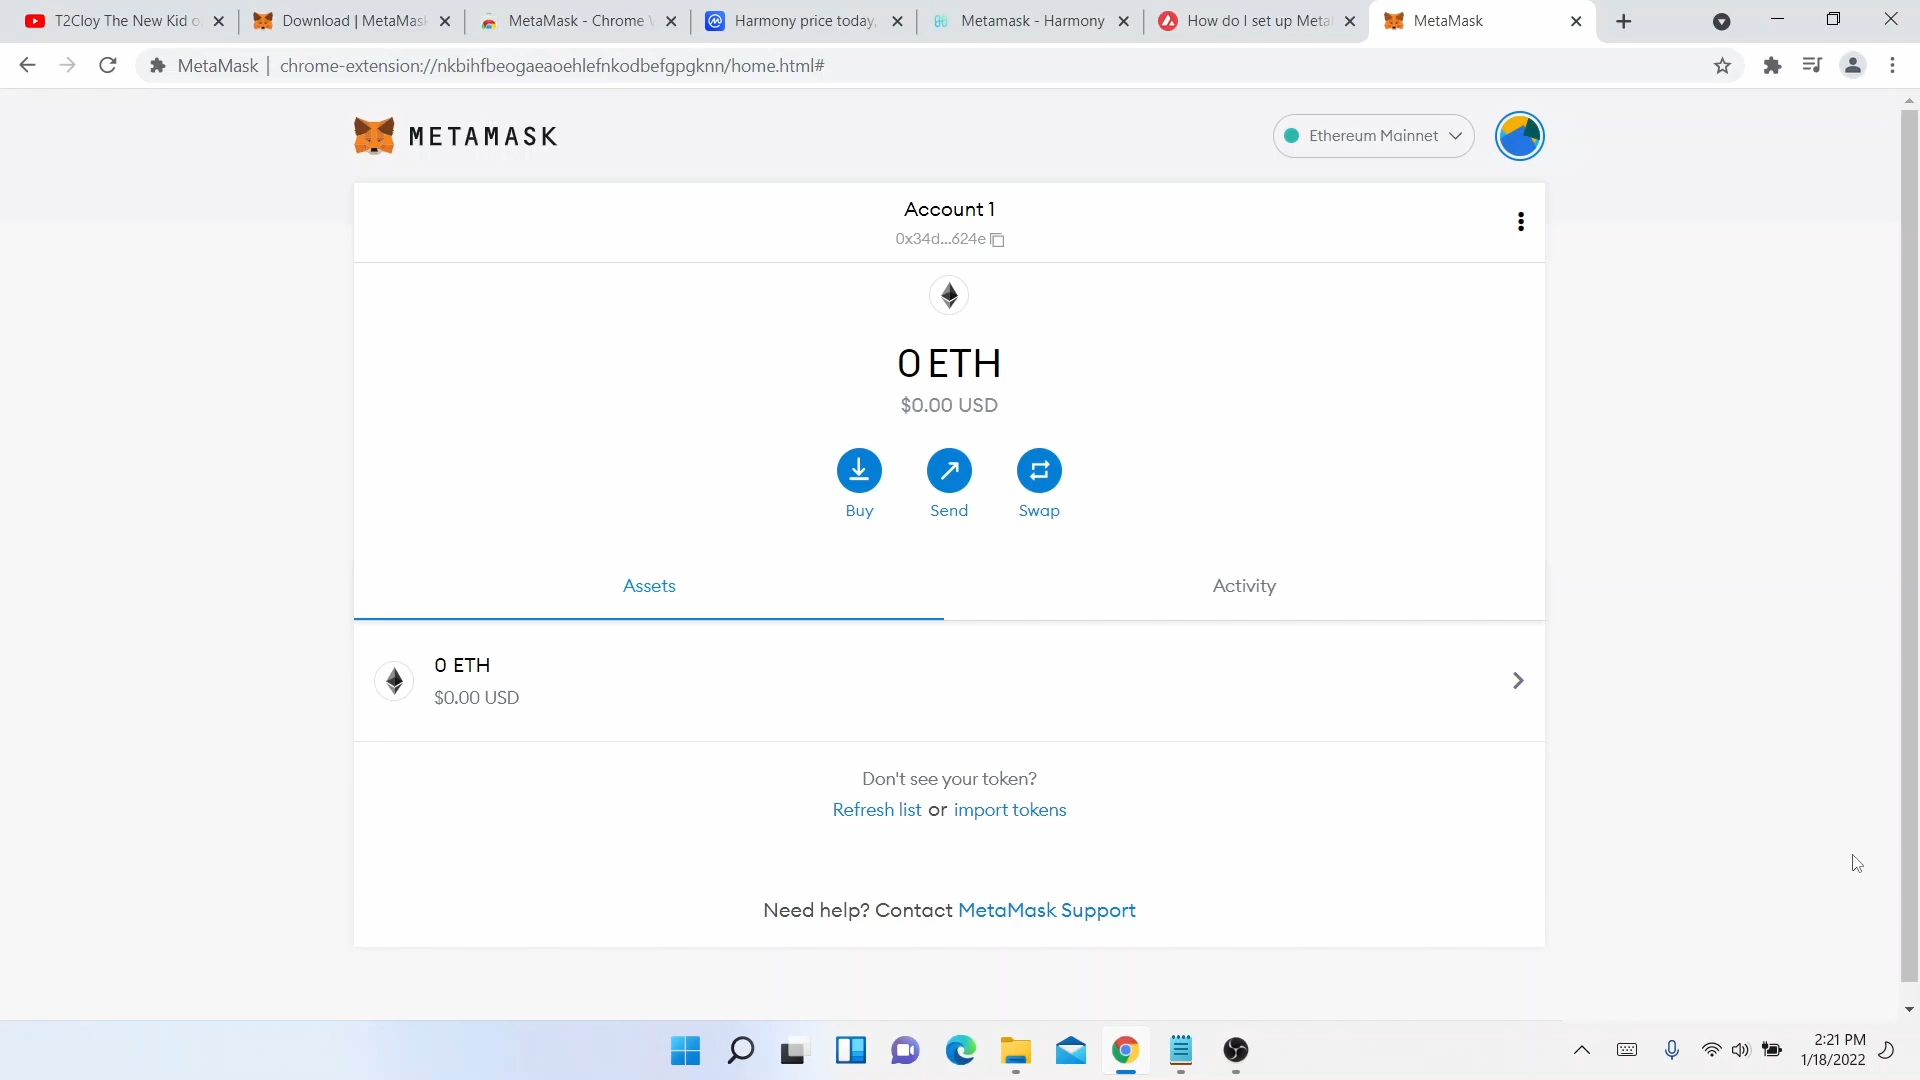 T2Cloy The New Kid o
Download | MetaMask
MetaMask - Chrome
Harmony price today,
Metamask - Harmony
How do I set up Meta
MetaMask
MetaMask | chrome-extension://nkbihfbeogaeaoehlefnkodbefgpgknn/home.html#
METAMASK
Ethereum Mainnet
Account 1
0x34d...624e
0 ETH
$0.00 USD
Buy
Send
Swap
Assets
Activity
0 ETH
$0.00 USD
Don't see your token?
Refresh list or import tokens
Need help? Contact MetaMask Support
2:21 PM
1/18/2022